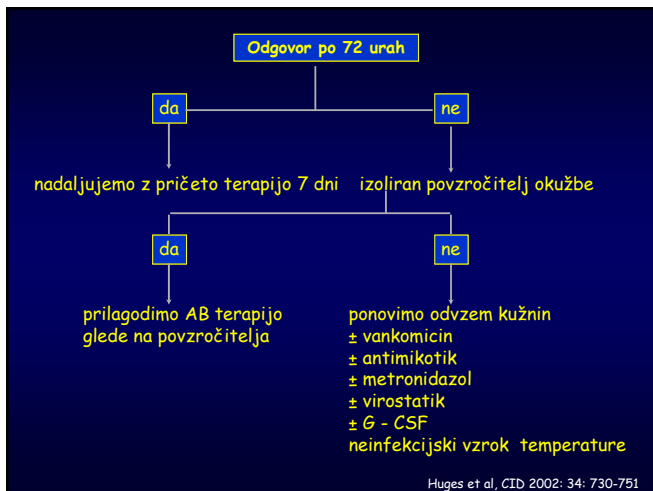 Odgovor po 72 urah
da
ne
nadaljujemo z pričeto terapijo 7 dni
izoliran povzročitelj okužbe
da
ne
prilagodimo AB terapijo
glede na povzročitelja
ponovimo odvzem kužnin
± vankomicin
± antimikotik
± metronidazol
± virostatik
± G - CSF
neinfekcijski vzrok temperature
Huges et al, CID 2002: 34: 730-751